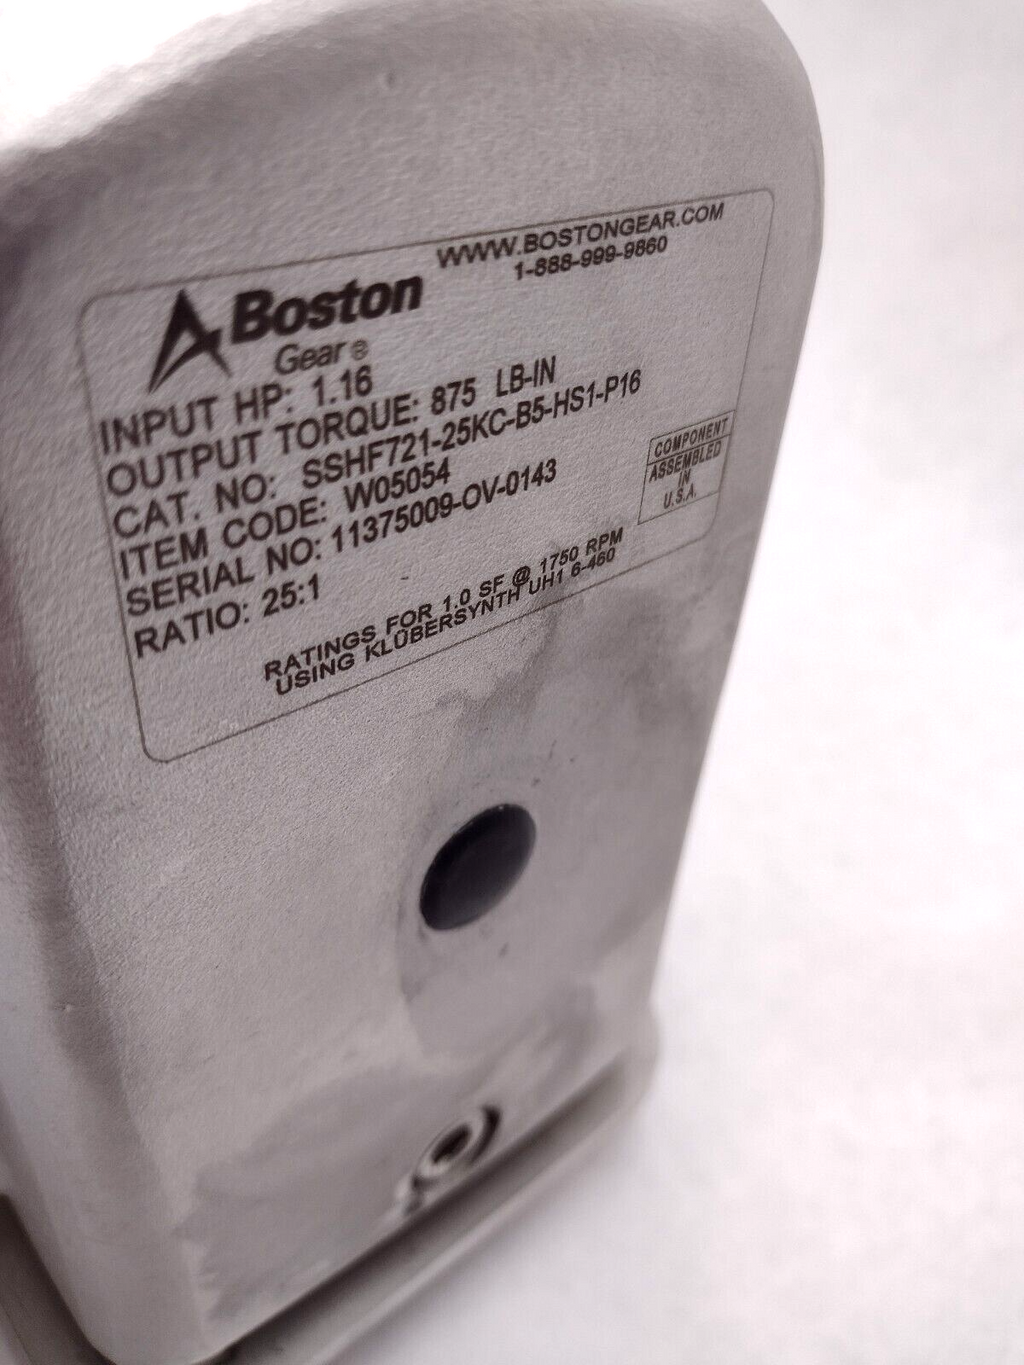 WWW.BOSTONGEAR.COM
1-888-999-9860
Boston
Gear®
INPUT HP: 1.16
OUTPUT TORQUE: 875 LB-IN
CAT. NO: SSHF721-25KC-B5-HS1-P16
ITEM CODE: W05054
SERIAL NO: 11375009-OV-0143
RATIO: 25:1
COMPONENT
ASSEMBLED
IN
U.S.A.
RATINGS FOR 1.0 SF @ 1750 RPM
USING KLÜBERSYNTH UH1 6-460